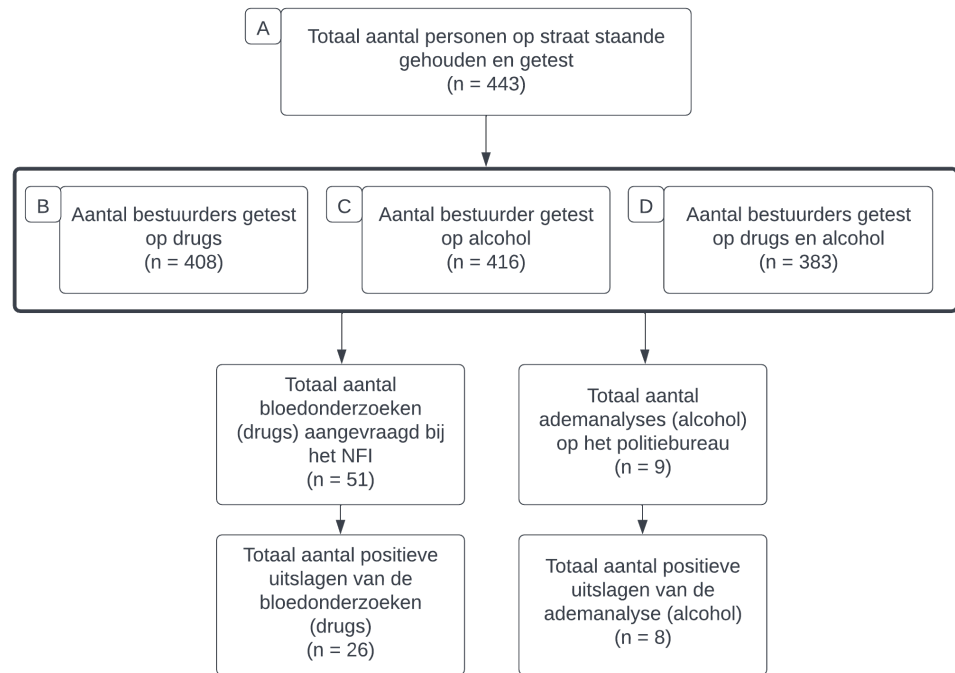 A
Totaal aantal personen op straat staande
gehouden en getest
(n = 443)
B
Aantal bestuurders getest
op drugs
(n = 408)
C
Aantal bestuurder getest
op alcohol
(n = 416)
D
Aantal bestuurders getest
op drugs en alcohol
(n = 383)
Totaal aantal
bloedonderzoeken
(drugs) aangevraagd bij
het NFI
(n = 51)
Totaal aantal
ademanalyses (alcohol)
op het politiebureau
(n = 9)
Totaal aantal positieve
uitslagen van de
bloedonderzoeken
(drugs)
(n = 26)
Totaal aantal positieve
uitslagen van de
ademanalyse (alcohol)
(n = 8)